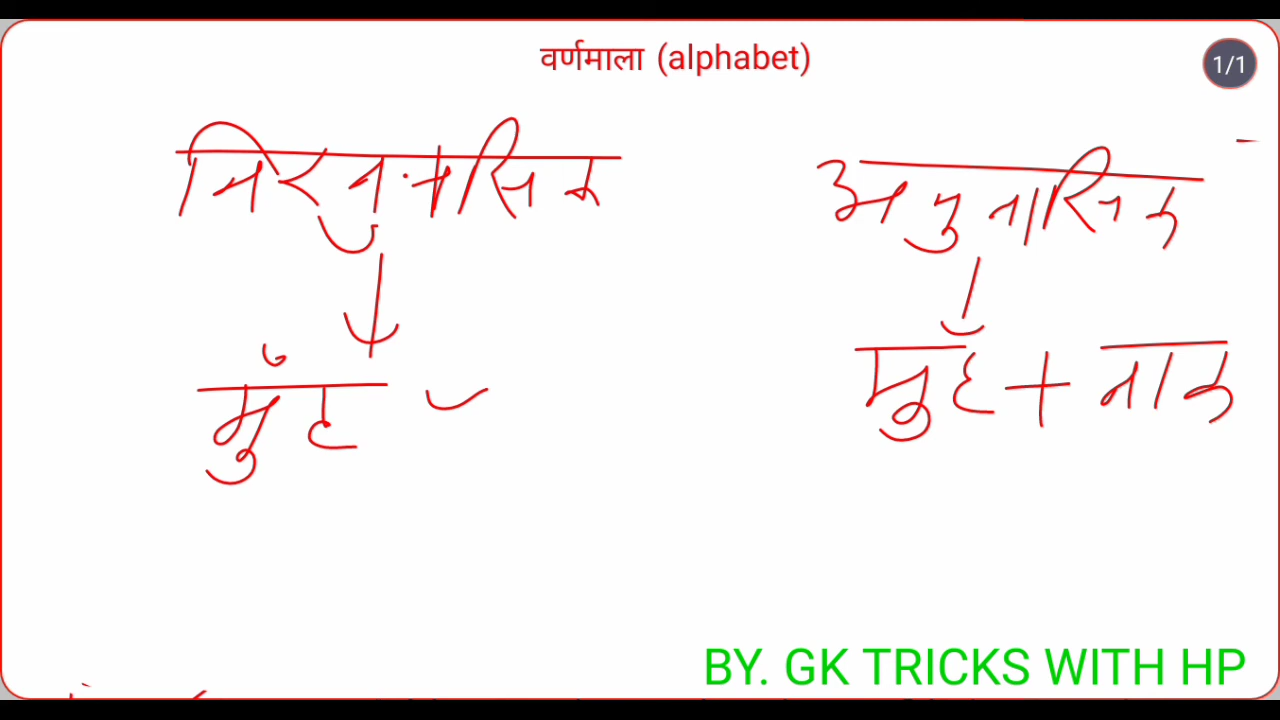 वर्णमाला (alphabet)
1/1
निरनुनासिक अनुनासिक
मुँह मुँह + नाक
BY. GK TRICKS WITH HP